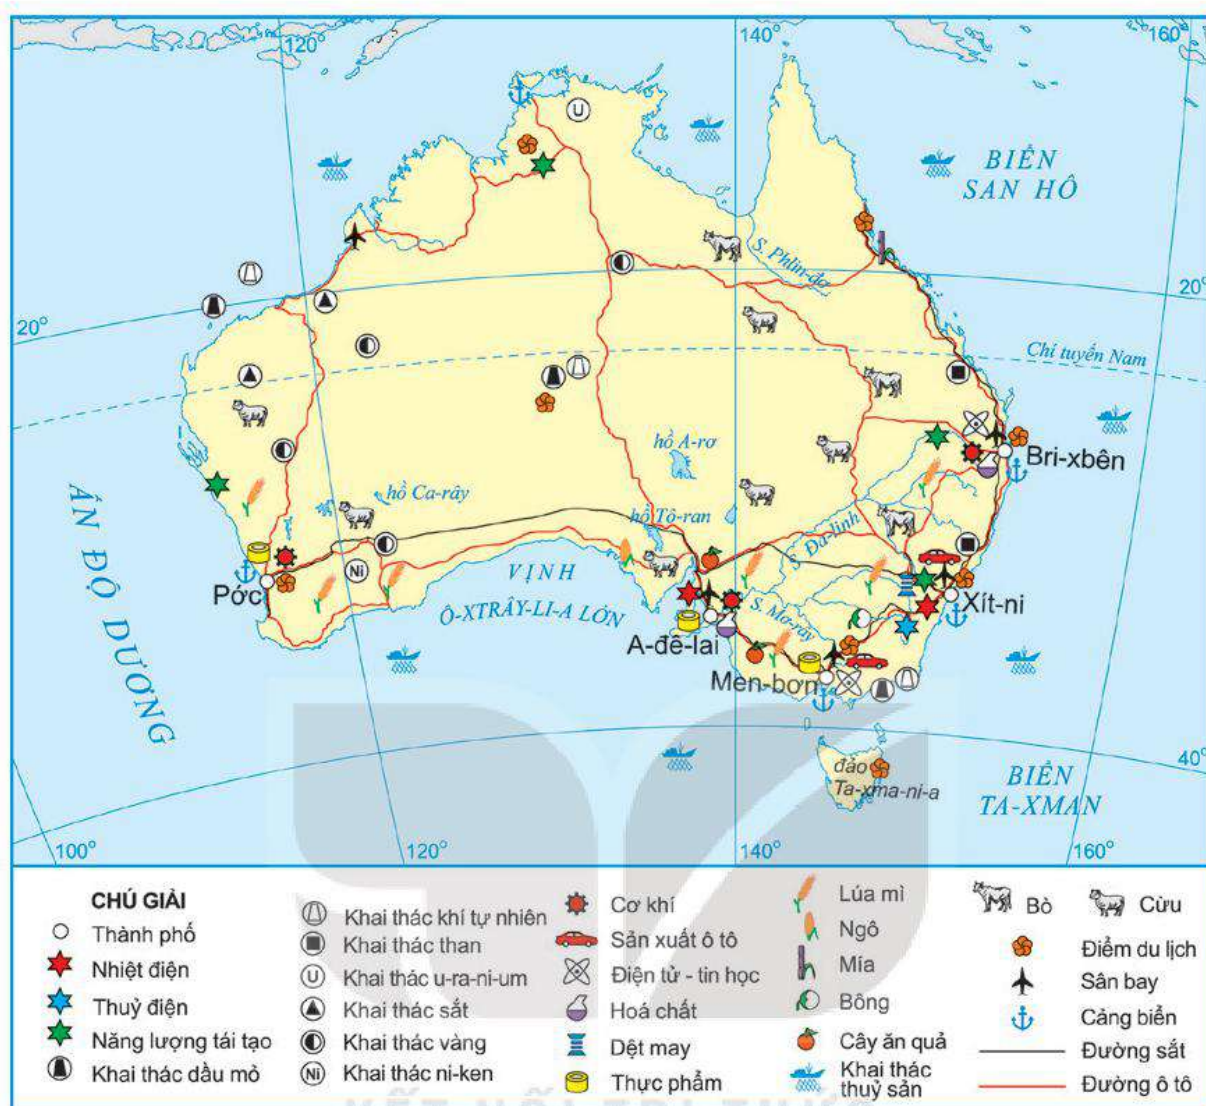 120°
140°
160°
U
BIỂN
SAN HÔ
S. Phlin-đơ
20°
20°
Chí tuyến Nam
hồ A-rơ
Bri-xbên
hồ Ca-rây
hồ Tô-ran
S. Đa-linh
ẤN ĐỘ DƯƠNG
Pớc
Ni
VỊNH
Ô-XTRÂY-LI-A LỚN
S. Mơ-rây
Xít-ni
A-đê-lai
Men-bơn
đảo
Ta-xma-ni-a
BIỂN
TA-XMAN
40°
100°
120°
140°
160°
CHÚ GIẢI
Thành phố
Nhiệt điện
Thuỷ điện
Năng lượng tái tạo
Khai thác dầu mỏ
Khai thác khí tự nhiên
Khai thác than
U Khai thác u-ra-ni-um
Khai thác sắt
Khai thác vàng
Ni Khai thác ni-ken
Cơ khí
Sản xuất ô tô
Điện tử - tin học
Hoá chất
Dệt may
Thực phẩm
Lúa mì
Ngô
Mía
Bông
Cây ăn quả
Khai thác
thuỷ sản
Bò
Cừu
Điểm du lịch
Sân bay
Cảng biển
Đường sắt
Đường ô tô